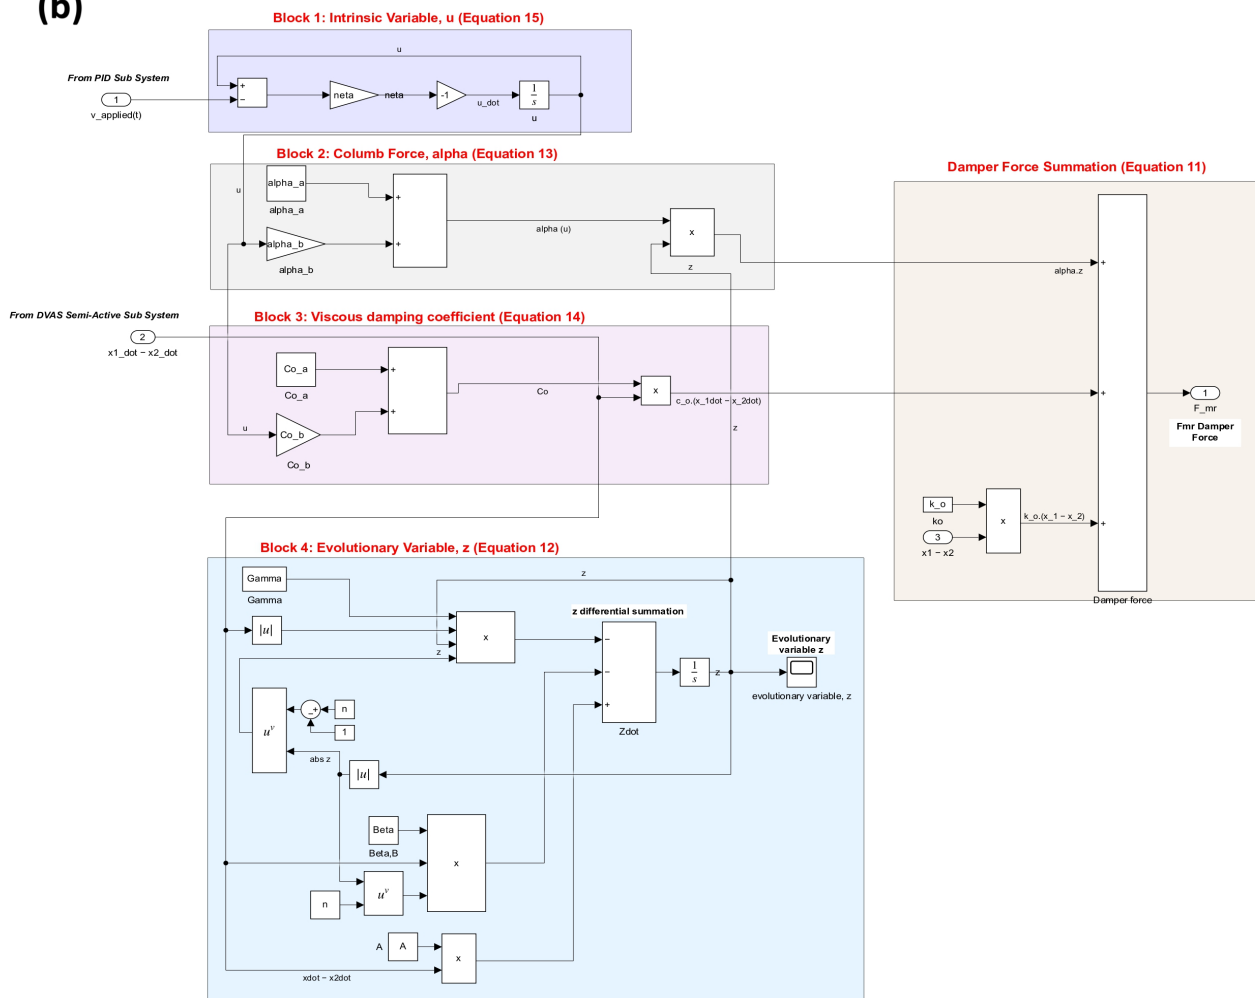 (b)
Block 1: Intrinsic Variable, u (Equation 15)
u
From PID Sub System
1
v_applied(t)
+
−
neta
neta
-1
u_dot
1
s
u
Block 2: Columb Force, alpha (Equation 13)
alpha_a
alpha_a
+
u
alpha_b
alpha_b
+
alpha (u)
x
z
Damper Force Summation (Equation 11)
alpha.z
+
From DVAS Semi-Active Sub System
2
x1_dot − x2_dot
Block 3: Viscous damping coefficient (Equation 14)
Co_a
Co_a
+
+
u
Co_b
Co_b
Co
x
c_o.(x_1dot − x_2dot)
z
+
1
F_mr
Fmr Damper
Force
k_o
ko
3
x1 − x2
x
k_o.(x_1 − x_2)
+
Damper force
Block 4: Evolutionary Variable, z (Equation 12)
Gamma
Gamma
z
|u|
z
x
z differential summation
−
−
+
Zdot
1
s
z
Evolutionary
variable z
evolutionary variable, z
u^v
−+
n
1
abs z
|u|
Beta
Beta,B
x
u^v
n
A
A
x
xdot − x2dot